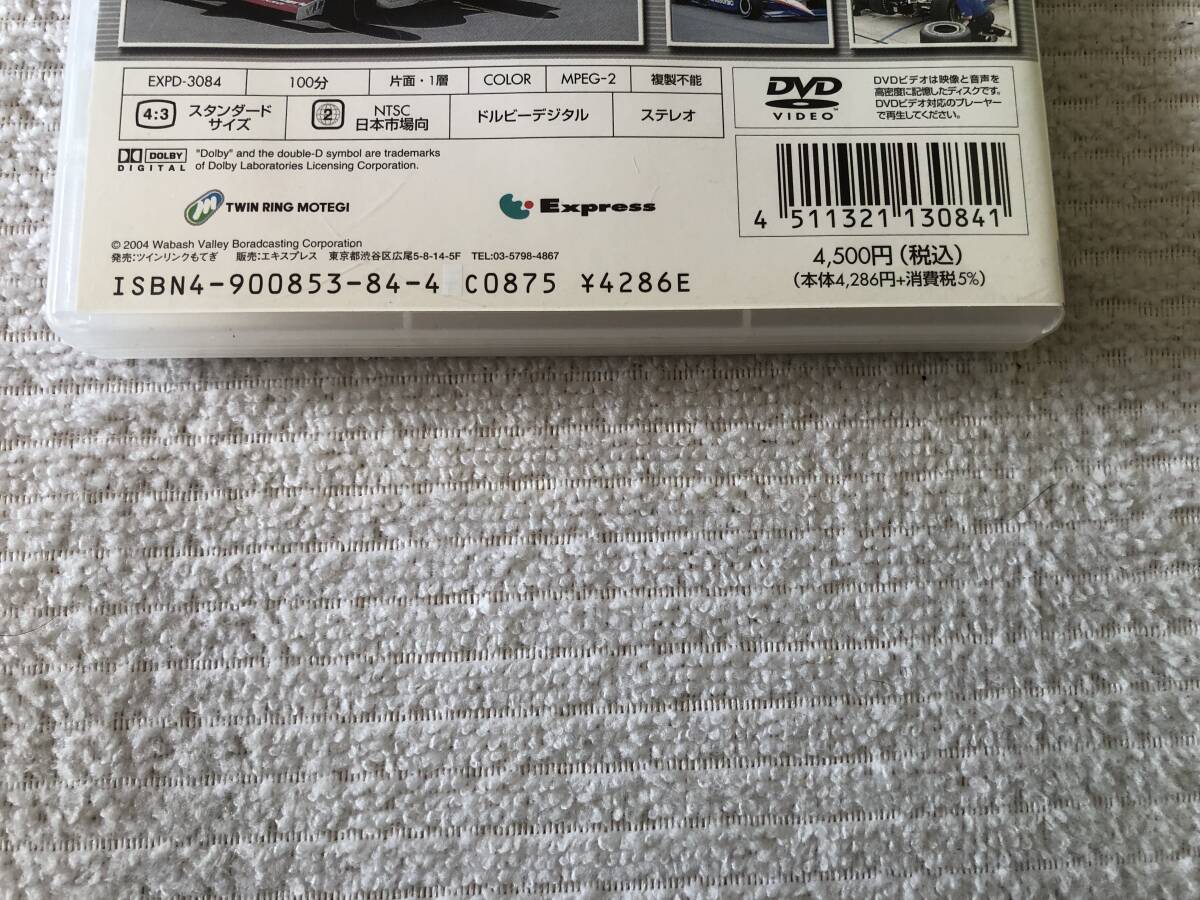 EXPD-3084 100分 片面・1層 COLOR MPEG-2 複製不能
4:3 スタンダード
サイズ
2 NTSC
日本市場向
ドルビーデジタル
ステレオ
DVD
VIDEO
DVDビデオは映像と音声を
高密度に記憶したディスクです。
DVDビデオ対応のプレーヤー
で再生してください。
DOLBY
DIGITAL
"Dolby" and the double-D symbol are trademarks
of Dolby Laboratories Licensing Corporation.
TWIN RING MOTEGI
Express
4 511321 130841
© 2004 Wabash Valley Boradcasting Corporation
発売:ツインリンクもてぎ 販売:エキスプレス 東京都渋谷区広尾5-8-14-5F TEL:03-5798-4867
ISBN4-900853-84-4 C0875 ¥4286E
4,500円(税込)
(本体4,286円+消費税5%)